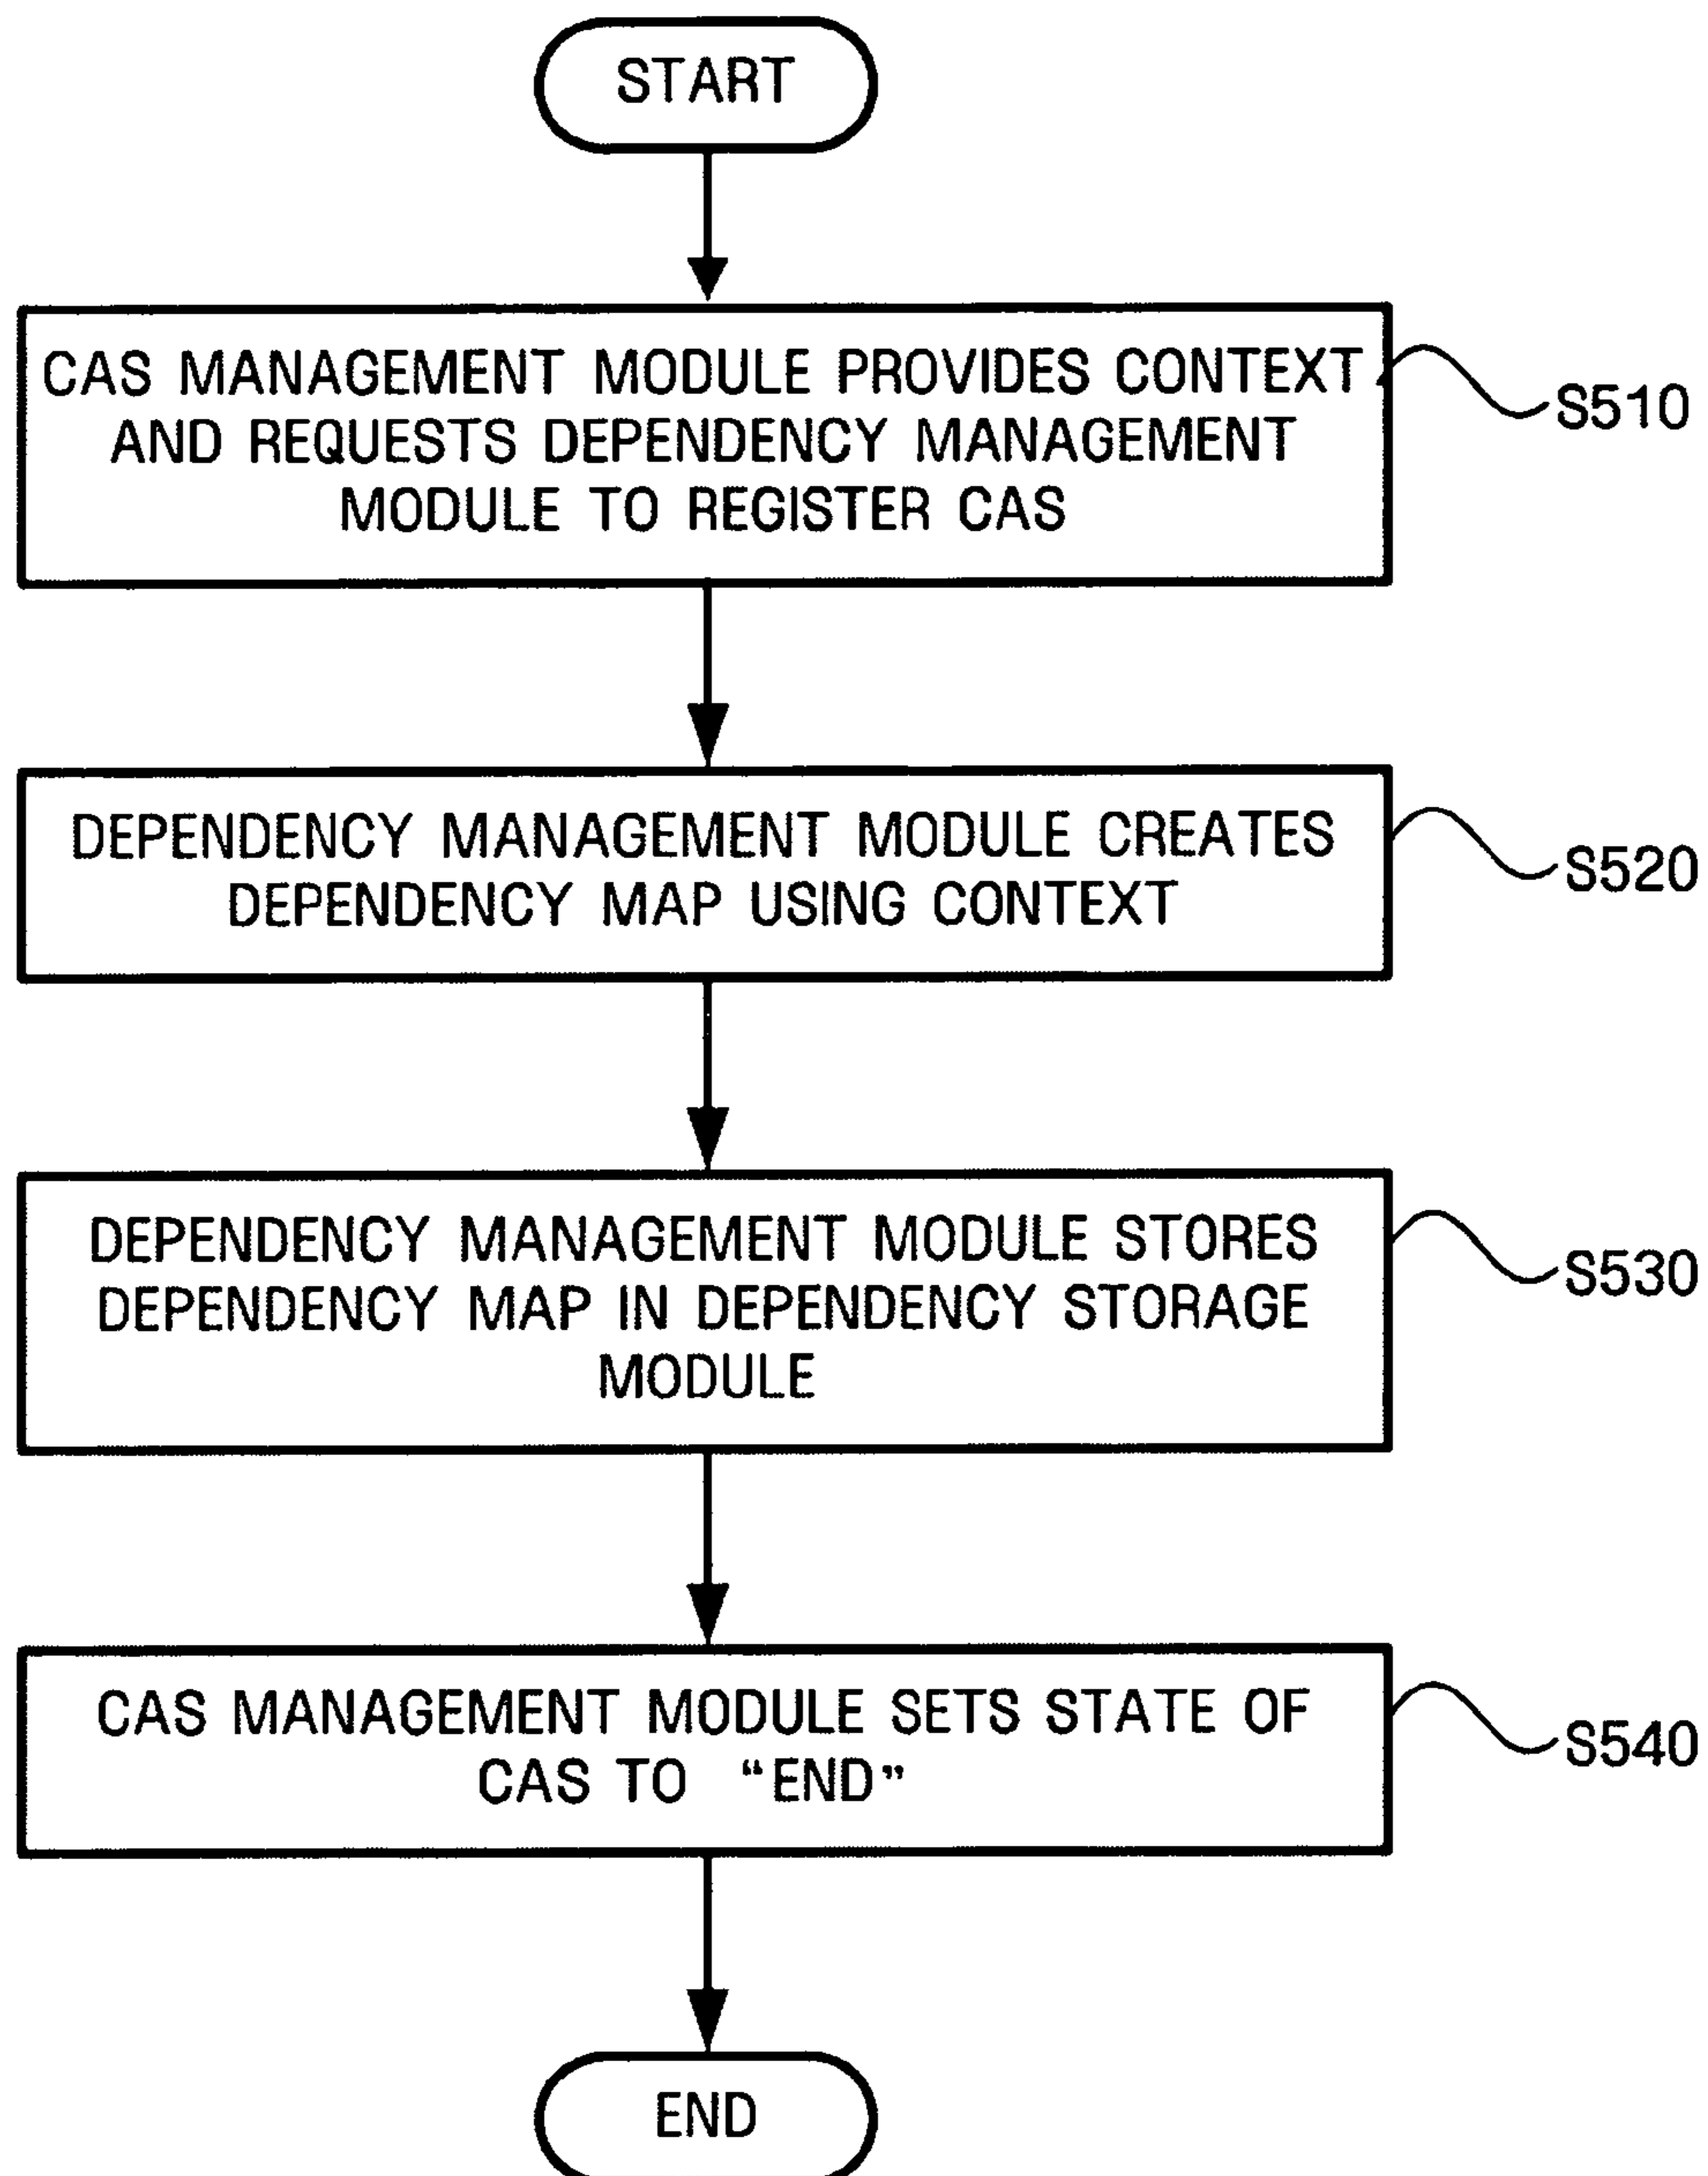 START
CAS MANAGEMENT MODULE PROVIDES CONTEXT
AND REQUESTS DEPENDENCY MANAGEMENT
MODULE TO REGISTER CAS
S510
DEPENDENCY MANAGEMENT MODULE CREATES
DEPENDENCY MAP USING CONTEXT
S520
DEPENDENCY MANAGEMENT MODULE STORES
DEPENDENCY MAP IN DEPENDENCY STORAGE
MODULE
S530
CAS MANAGEMENT MODULE SETS STATE OF
CAS TO “END”
S540
END